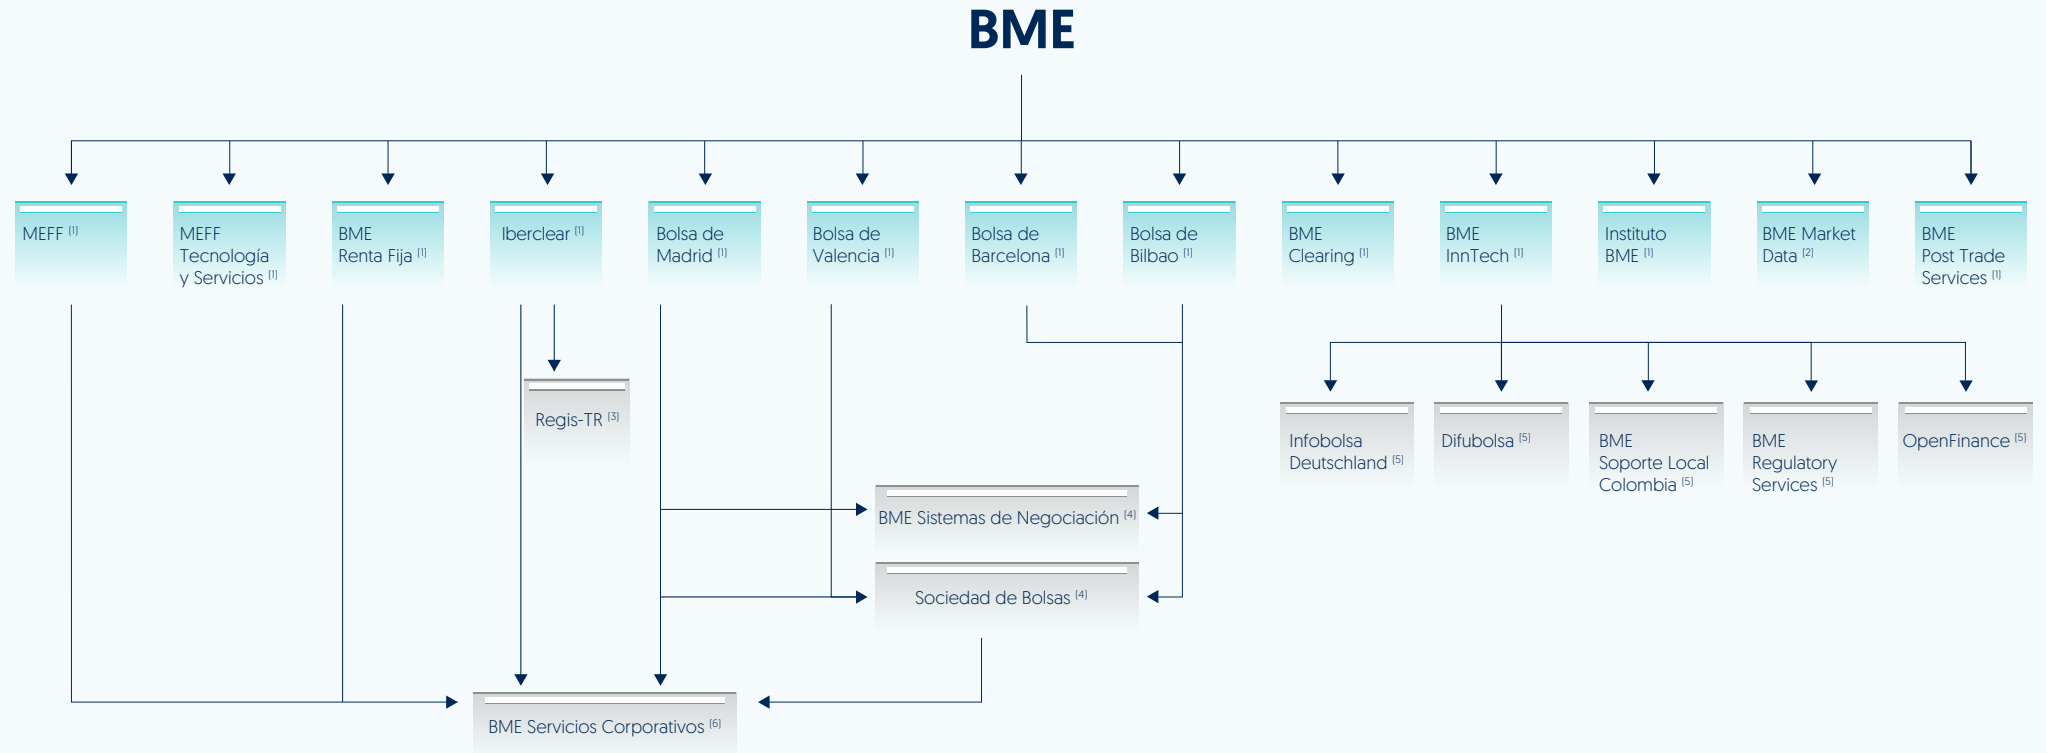 BME
MEFF [1]
MEFF
Tecnología
y Servicios [1]
BME
Renta Fija [1]
Iberclear [1]
Bolsa de
Madrid [1]
Bolsa de
Valencia [1]
Bolsa de
Barcelona [1]
Bolsa de
Bilbao [1]
BME
Clearing [1]
BME
InnTech [1]
Instituto
BME [1]
BME Market
Data [2]
BME
Post Trade
Services [1]
Regis-TR [3]
Infobolsa
Deutschland [5]
Difubolsa [5]
BME
Soporte Local
Colombia [5]
BME
Regulatory
Services [5]
OpenFinance [5]
BME Sistemas de Negociación [4]
Sociedad de Bolsas [4]
BME Servicios Corporativos [6]